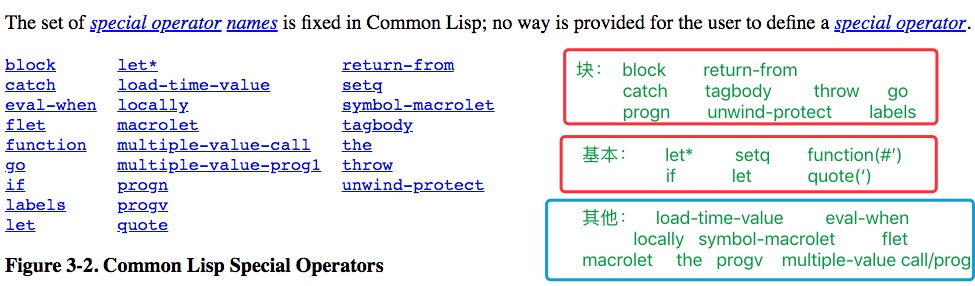 The set of special operator names is fixed in Common Lisp; no way is provided for the user to define a special operator.
block let* return-from
catch load-time-value setq
eval-when locally symbol-macrolet
flet macrolet tagbody
function multiple-value-call the
go multiple-value-prog1 throw
if progn unwind-protect
labels progv
let quote
Figure 3-2. Common Lisp Special Operators
块： block return-from
catch tagbody throw go
progn unwind-protect labels
基本： let* setq function(#')
if let quote(‘)
其他： load-time-value eval-when
locally symbol-macrolet flet
macrolet the progv multiple-value call/prog